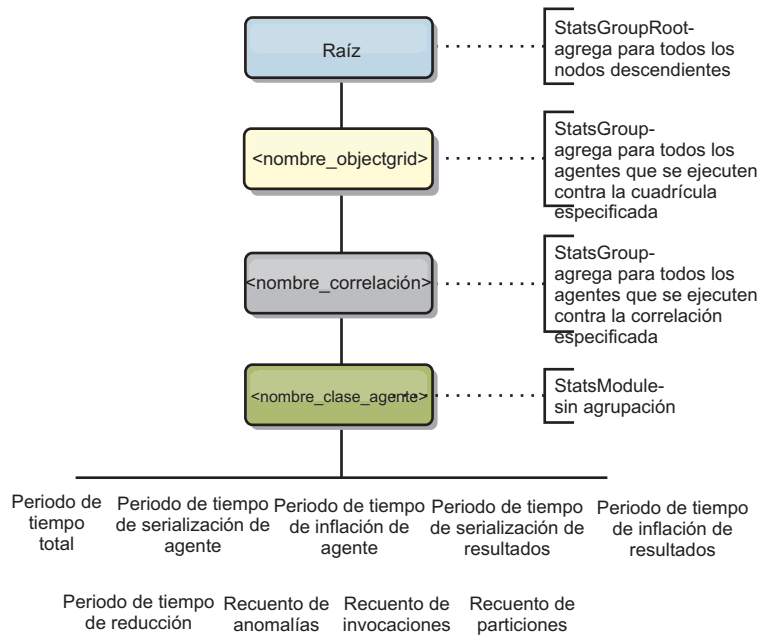 Raíz
StatsGroupRoot-
agrega para todos los
nodos descendientes
<nombre_objectgrid>
StatsGroup-
agrega para todos los
agentes que se ejecuten
contra la cuadrícula
especificada
<nombre_correlación>
StatsGroup-
agrega para todos los
agentes que se ejecuten
contra la correlación
especificada
<nombre_clase_agente>
StatsModule-
sin agrupación
Periodo de
tiempo
total
Periodo de tiempo
de serialización de
agente
Periodo de tiempo
de inflación de
agente
Periodo de tiempo
de serialización de
resultados
Periodo de tiempo
de inflación de
resultados
Periodo de tiempo
de reducción
Recuento de
anomalías
Recuento de
invocaciones
Recuento de
particiones